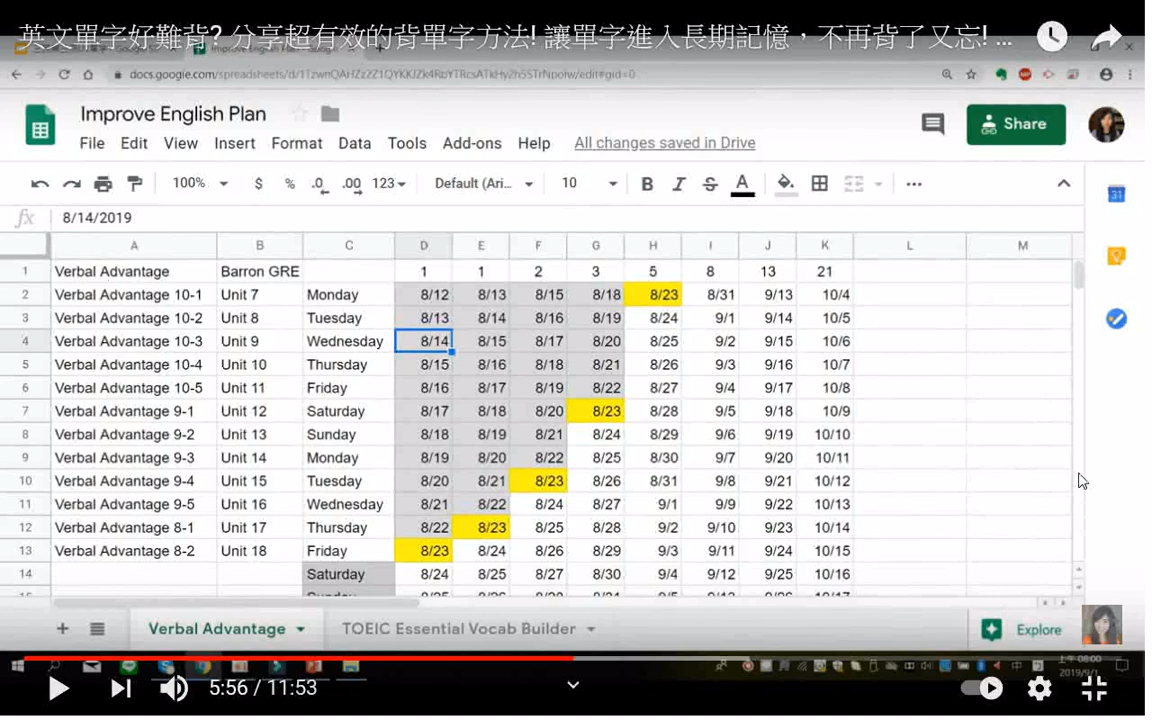 英文單字好難背? 分享超有效的背單字方法! 讓單字進入長期記憶，不再背了又忘! ...
Improve English Plan
File Edit View Insert Format Data Tools Add-ons Help All changes saved in Drive
Share
100% $ % .0 .00 123 Default (Ari... 10 B I S A ...
fx 8/14/2019
A B C D E F G H I J K L M
1 Verbal Advantage Barron GRE 1 1 2 3 5 8 13 21
2 Verbal Advantage 10-1 Unit 7 Monday 8/12 8/13 8/15 8/18 8/23 8/31 9/13 10/4
3 Verbal Advantage 10-2 Unit 8 Tuesday 8/13 8/14 8/16 8/19 8/24 9/1 9/14 10/5
4 Verbal Advantage 10-3 Unit 9 Wednesday 8/14 8/15 8/17 8/20 8/25 9/2 9/15 10/6
5 Verbal Advantage 10-4 Unit 10 Thursday 8/15 8/16 8/18 8/21 8/26 9/3 9/16 10/7
6 Verbal Advantage 10-5 Unit 11 Friday 8/16 8/17 8/19 8/22 8/27 9/4 9/17 10/8
7 Verbal Advantage 9-1 Unit 12 Saturday 8/17 8/18 8/20 8/23 8/28 9/5 9/18 10/9
8 Verbal Advantage 9-2 Unit 13 Sunday 8/18 8/19 8/21 8/24 8/29 9/6 9/19 10/10
9 Verbal Advantage 9-3 Unit 14 Monday 8/19 8/20 8/22 8/25 8/30 9/7 9/20 10/11
10 Verbal Advantage 9-4 Unit 15 Tuesday 8/20 8/21 8/23 8/26 8/31 9/8 9/21 10/12
11 Verbal Advantage 9-5 Unit 16 Wednesday 8/21 8/22 8/24 8/27 9/1 9/9 9/22 10/13
12 Verbal Advantage 8-1 Unit 17 Thursday 8/22 8/23 8/25 8/28 9/2 9/10 9/23 10/14
13 Verbal Advantage 8-2 Unit 18 Friday 8/23 8/24 8/26 8/29 9/3 9/11 9/24 10/15
14 Saturday 8/24 8/25 8/27 8/30 9/4 9/12 9/25 10/16
Verbal Advantage TOEIC Essential Vocab Builder Explore
5:56 / 11:53